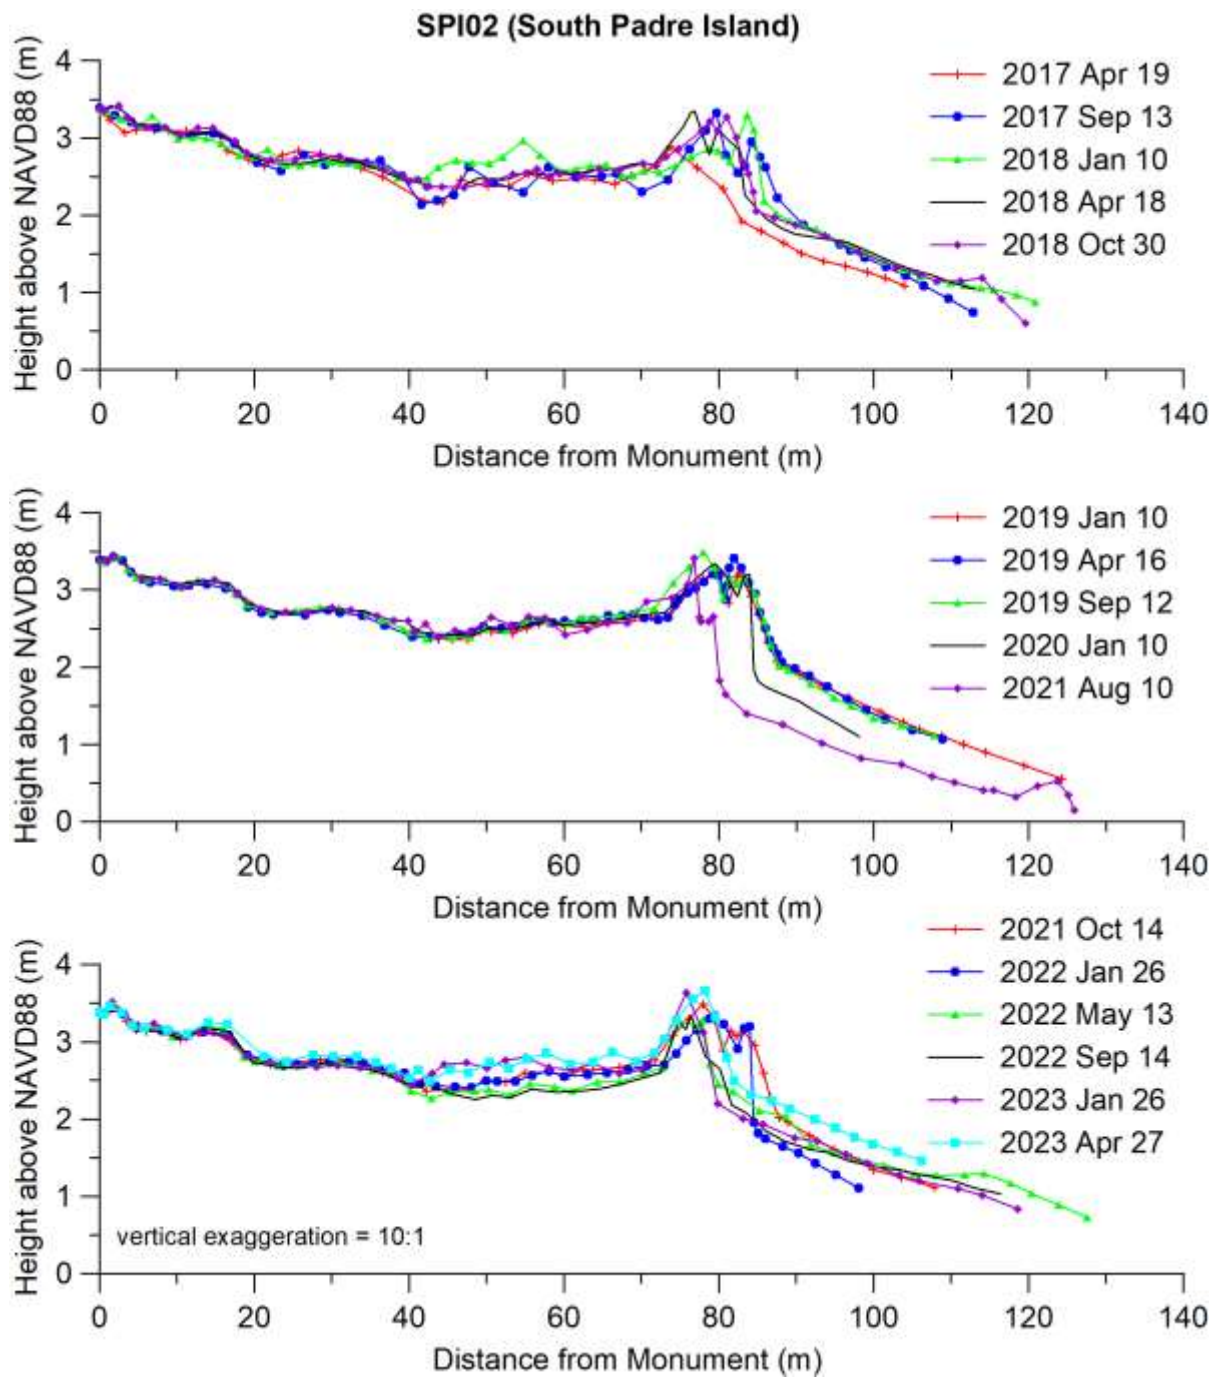 SPI02 (South Padre Island)
Height above NAVD88 (m)
4
3
2
1
0
2017 Apr 19
2017 Sep 13
2018 Jan 10
2018 Apr 18
2018 Oct 30
0 20 40 60 80 100 120 140
Distance from Monument (m)
Height above NAVD88 (m)
4
3
2
1
0
2019 Jan 10
2019 Apr 16
2019 Sep 12
2020 Jan 10
2021 Aug 10
0 20 40 60 80 100 120 140
Distance from Monument (m)
Height above NAVD88 (m)
4
3
2
1
0
2021 Oct 14
2022 Jan 26
2022 May 13
2022 Sep 14
2023 Jan 26
2023 Apr 27
vertical exaggeration = 10:1
0 20 40 60 80 100 120 140
Distance from Monument (m)